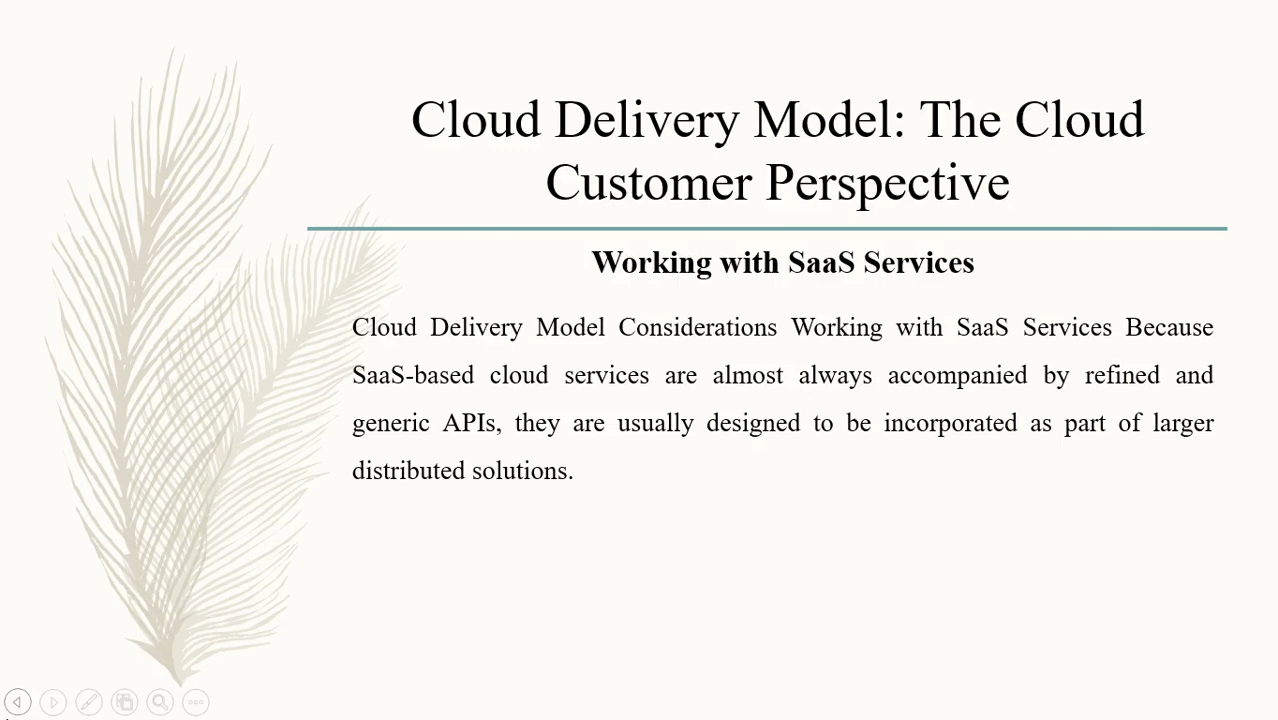 Cloud Delivery Model: The Cloud
Customer Perspective
Working with SaaS Services
Cloud Delivery Model Considerations Working with SaaS Services Because
SaaS-based cloud services are almost always accompanied by refined and
generic APIs, they are usually designed to be incorporated as part of larger
distributed solutions.